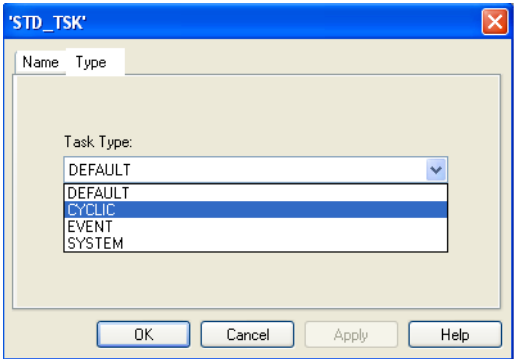 'STD_TSK'
Name Type
Task Type:
DEFAULT
DEFAULT
CYCLIC
EVENT
SYSTEM
OK Cancel Apply Help